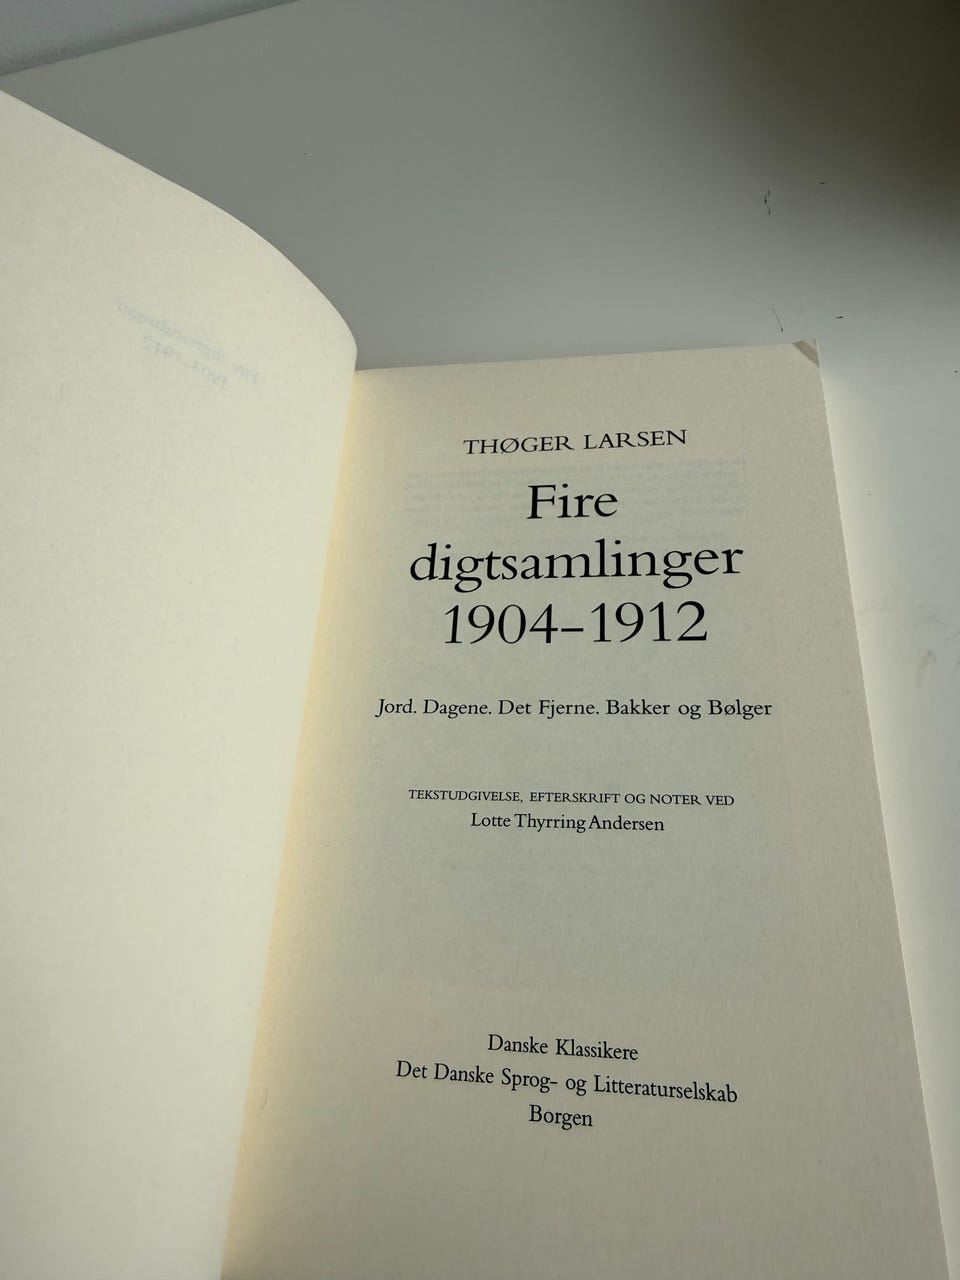 THØGER LARSEN
Fire
digtsamlinger
1904–1912
Jord. Dagene. Det Fjerne. Bakker og Bølger
TEKSTUDGIVELSE, EFTERSKRIFT OG NOTER VED
Lotte Thyrring Andersen
Danske Klassikere
Det Danske Sprog- og Litteraturselskab
Borgen